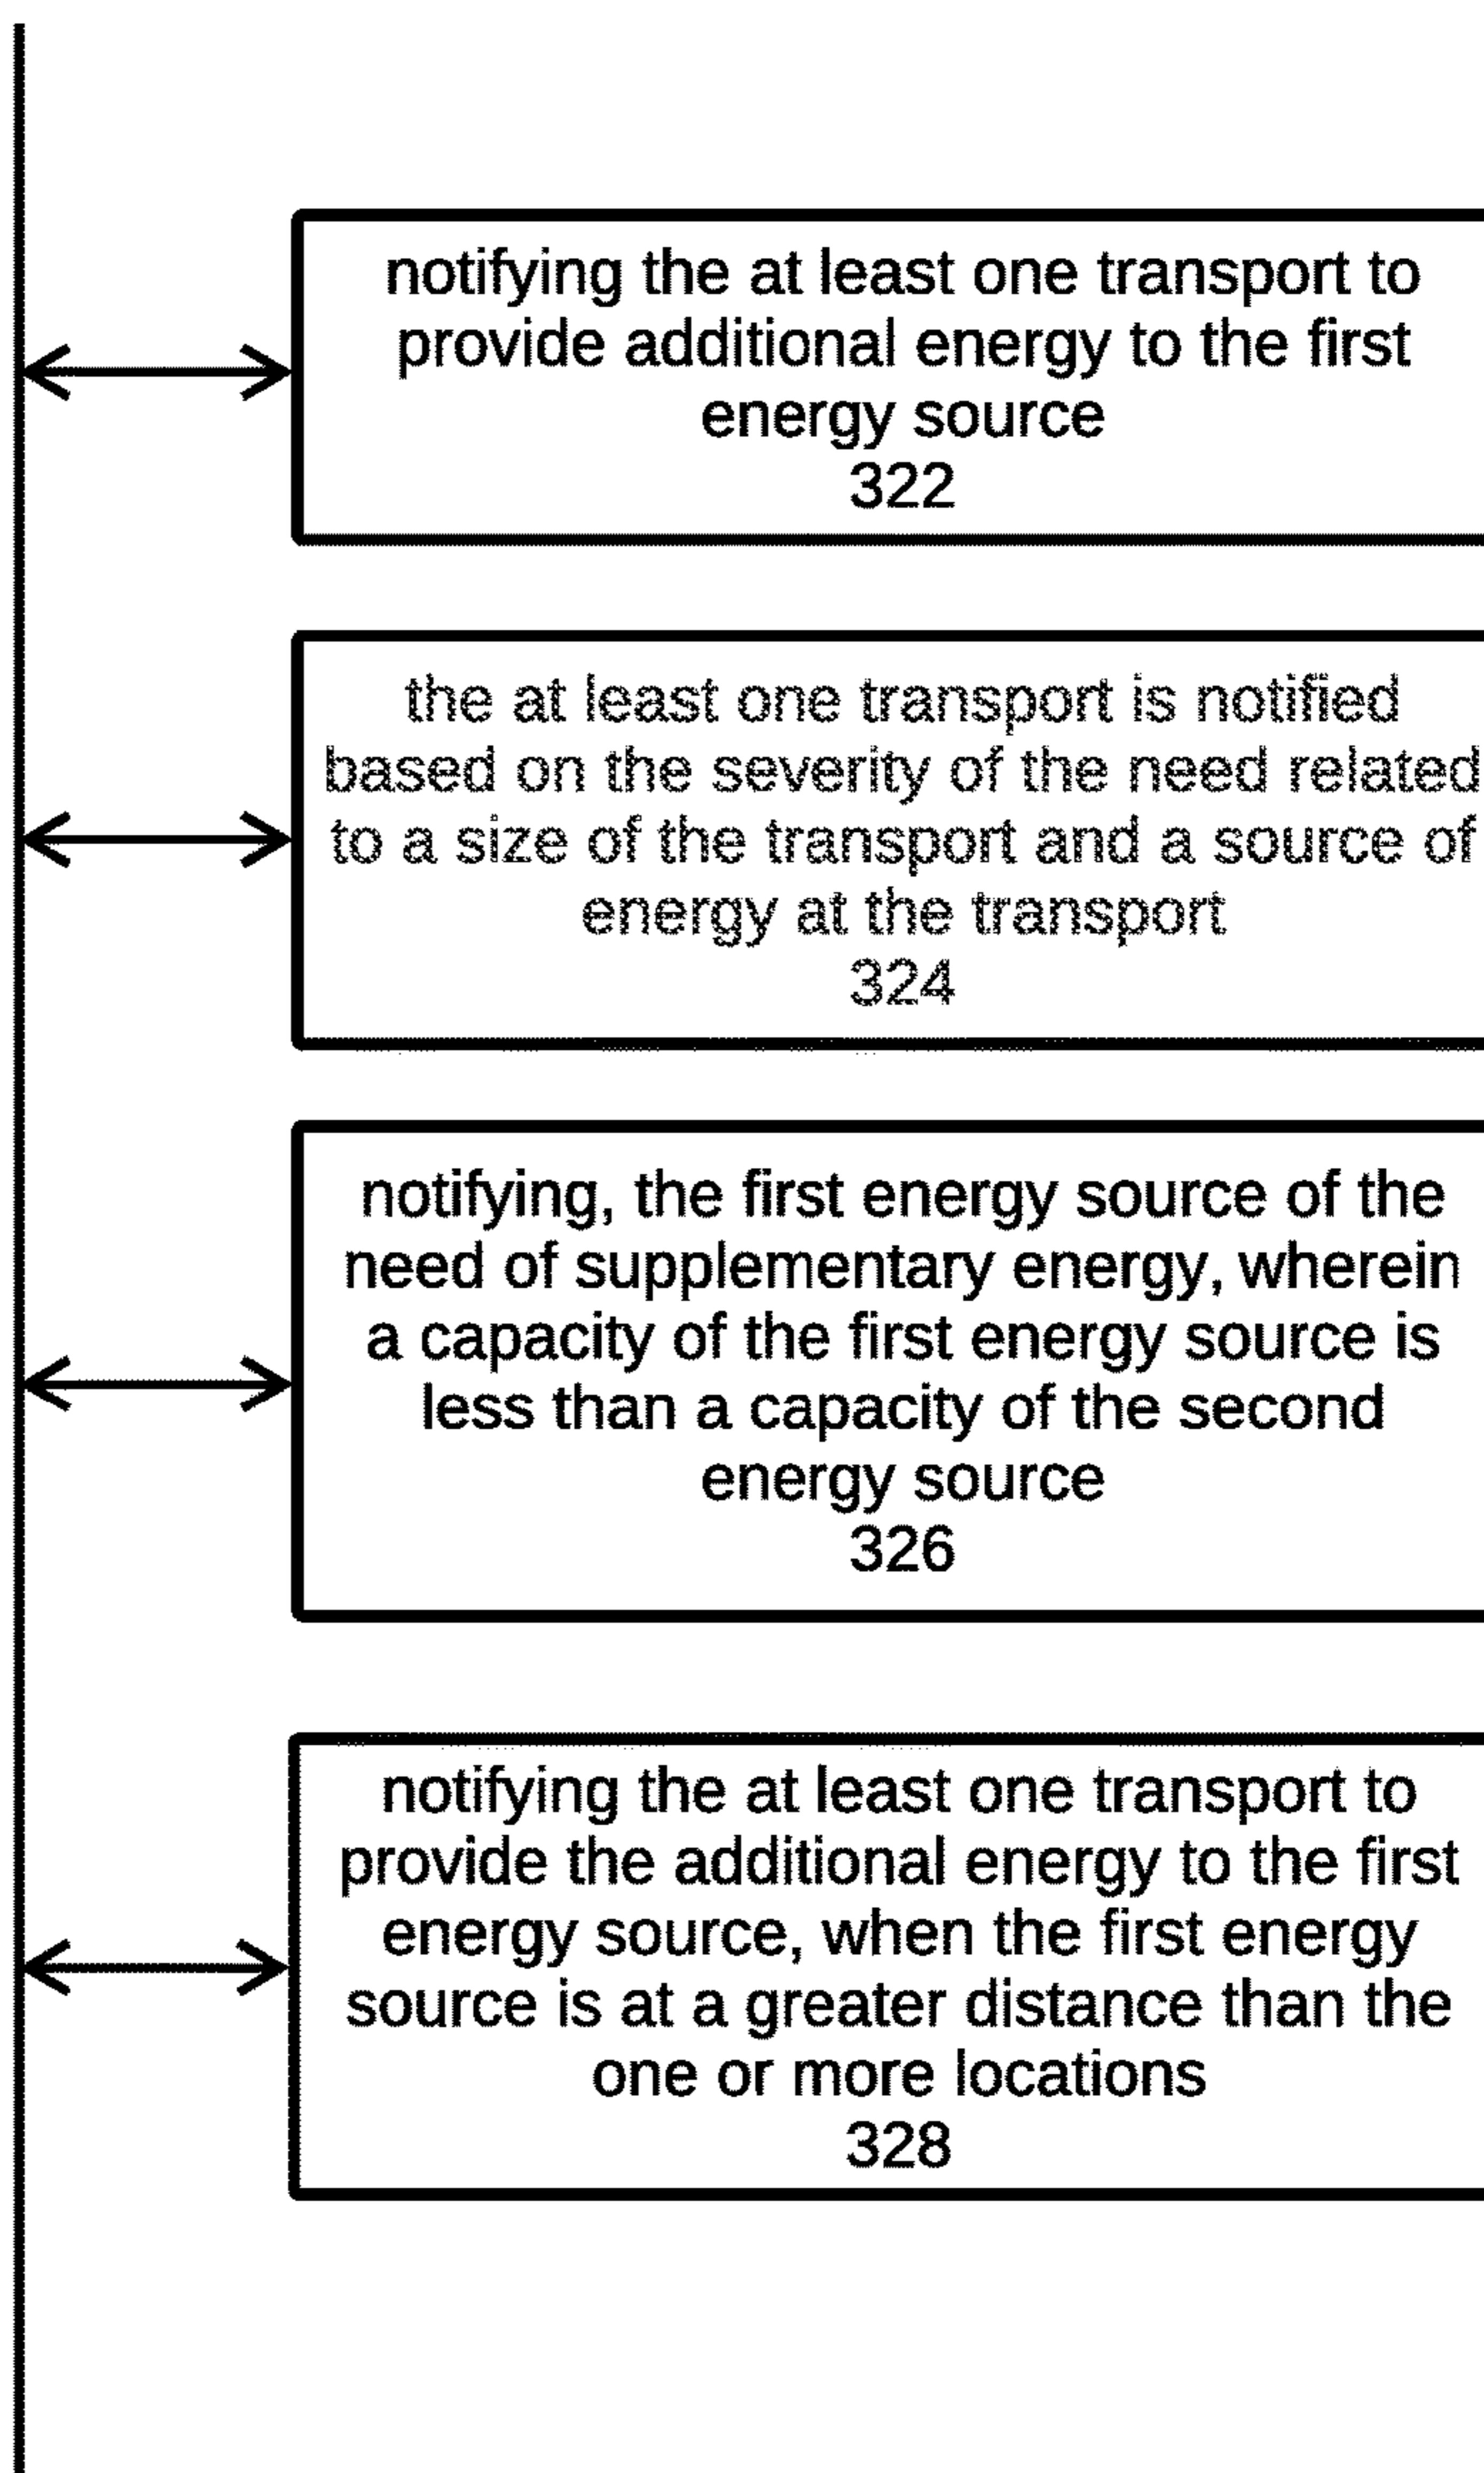 notifying the at least one transport to
provide additional energy to the first
energy source
322
the at least one transport is notified
based on the severity of the need related
to a size of the transport and a source of
energy at the transport
324
notifying, the first energy source of the
need of supplementary energy, wherein
a capacity of the first energy source is
less than a capacity of the second
energy source
326
notifying the at least one transport to
provide the additional energy to the first
energy source, when the first energy
source is at a greater distance than the
one or more locations
328